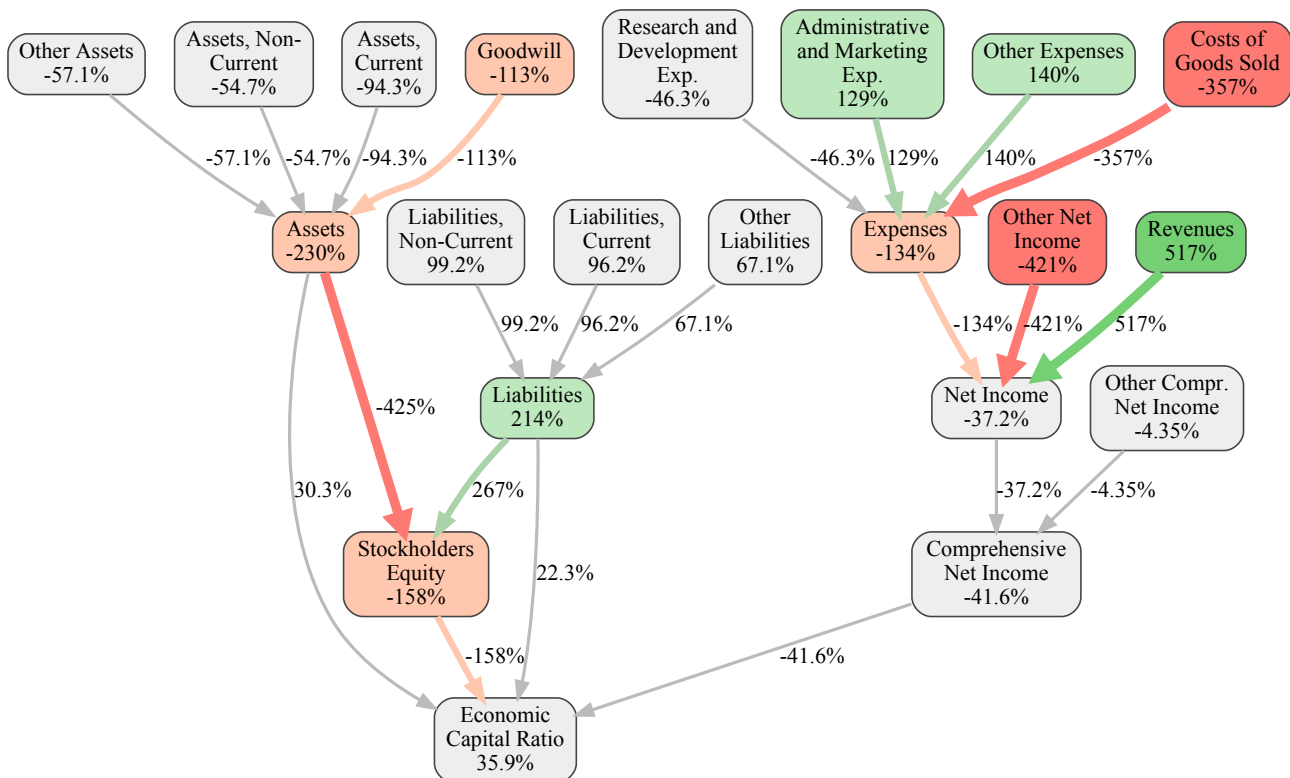 Other Assets
-57.1%
Assets, Non-
Current
-54.7%
Assets,
Current
-94.3%
Goodwill
-113%
Research and
Development
Exp.
-46.3%
Administrative
and Marketing
Exp.
129%
Other Expenses
140%
Costs of
Goods Sold
-357%
-57.1%
-54.7%
-94.3%
-113%
-46.3%
129%
140%
-357%
Assets
-230%
Liabilities,
Non-Current
99.2%
Liabilities,
Current
96.2%
Other
Liabilities
67.1%
Expenses
-134%
Other Net
Income
-421%
Revenues
517%
99.2%
96.2%
67.1%
-134%
-421%
517%
Liabilities
214%
Net Income
-37.2%
Other Compr.
Net Income
-4.35%
-425%
30.3%
267%
22.3%
-37.2%
-4.35%
Stockholders
Equity
-158%
Comprehensive
Net Income
-41.6%
-158%
-41.6%
Economic
Capital Ratio
35.9%